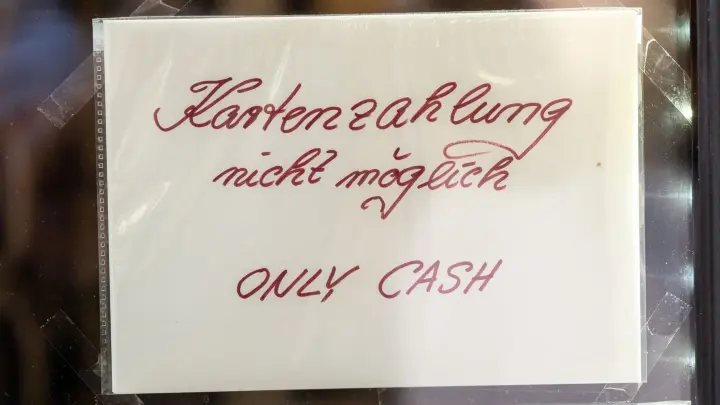 Kartenzahlung
nicht möglich
ONLY CASH